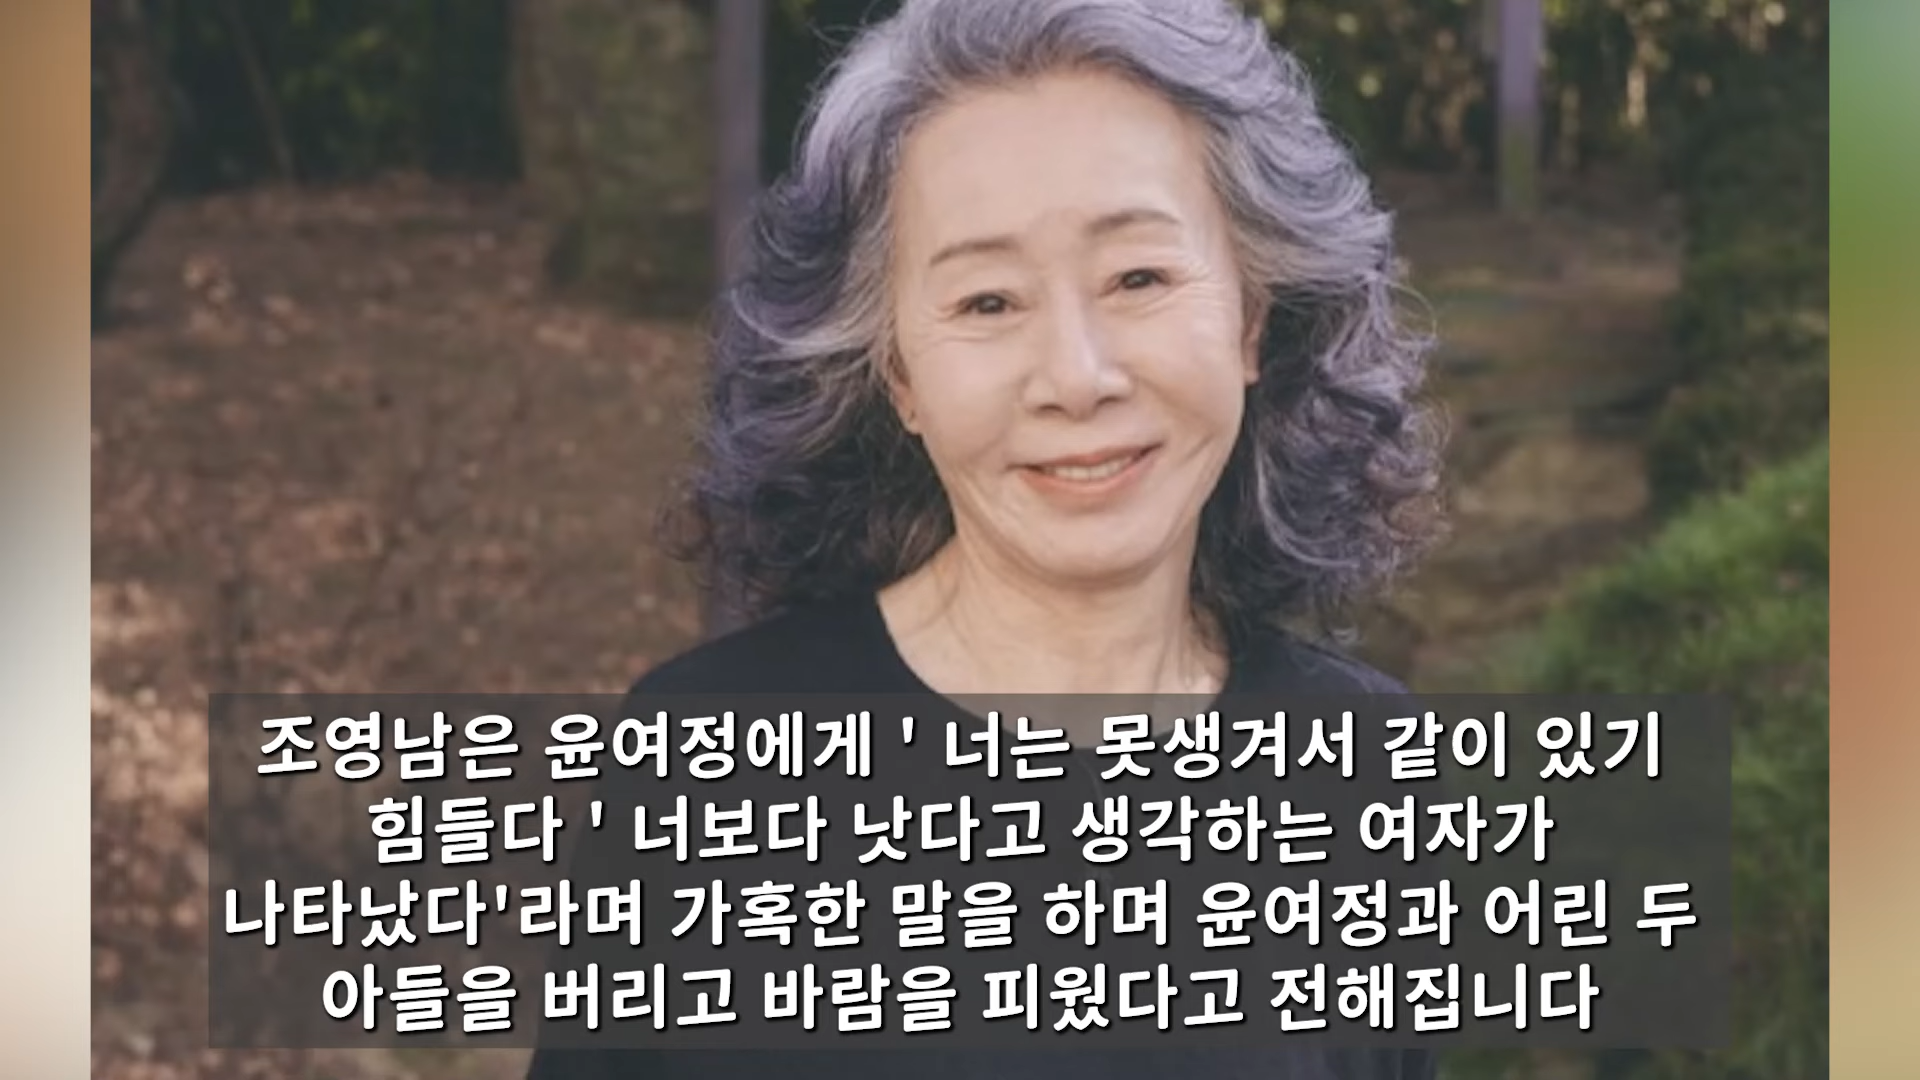 조영남은 윤여정에게 ' 너는 못생겨서 같이 있기
힘들다 ' 너보다 낫다고 생각하는 여자가
나타났다'라며 가혹한 말을 하며 윤여정과 어린 두
아들을 버리고 바람을 피웠다고 전해집니다